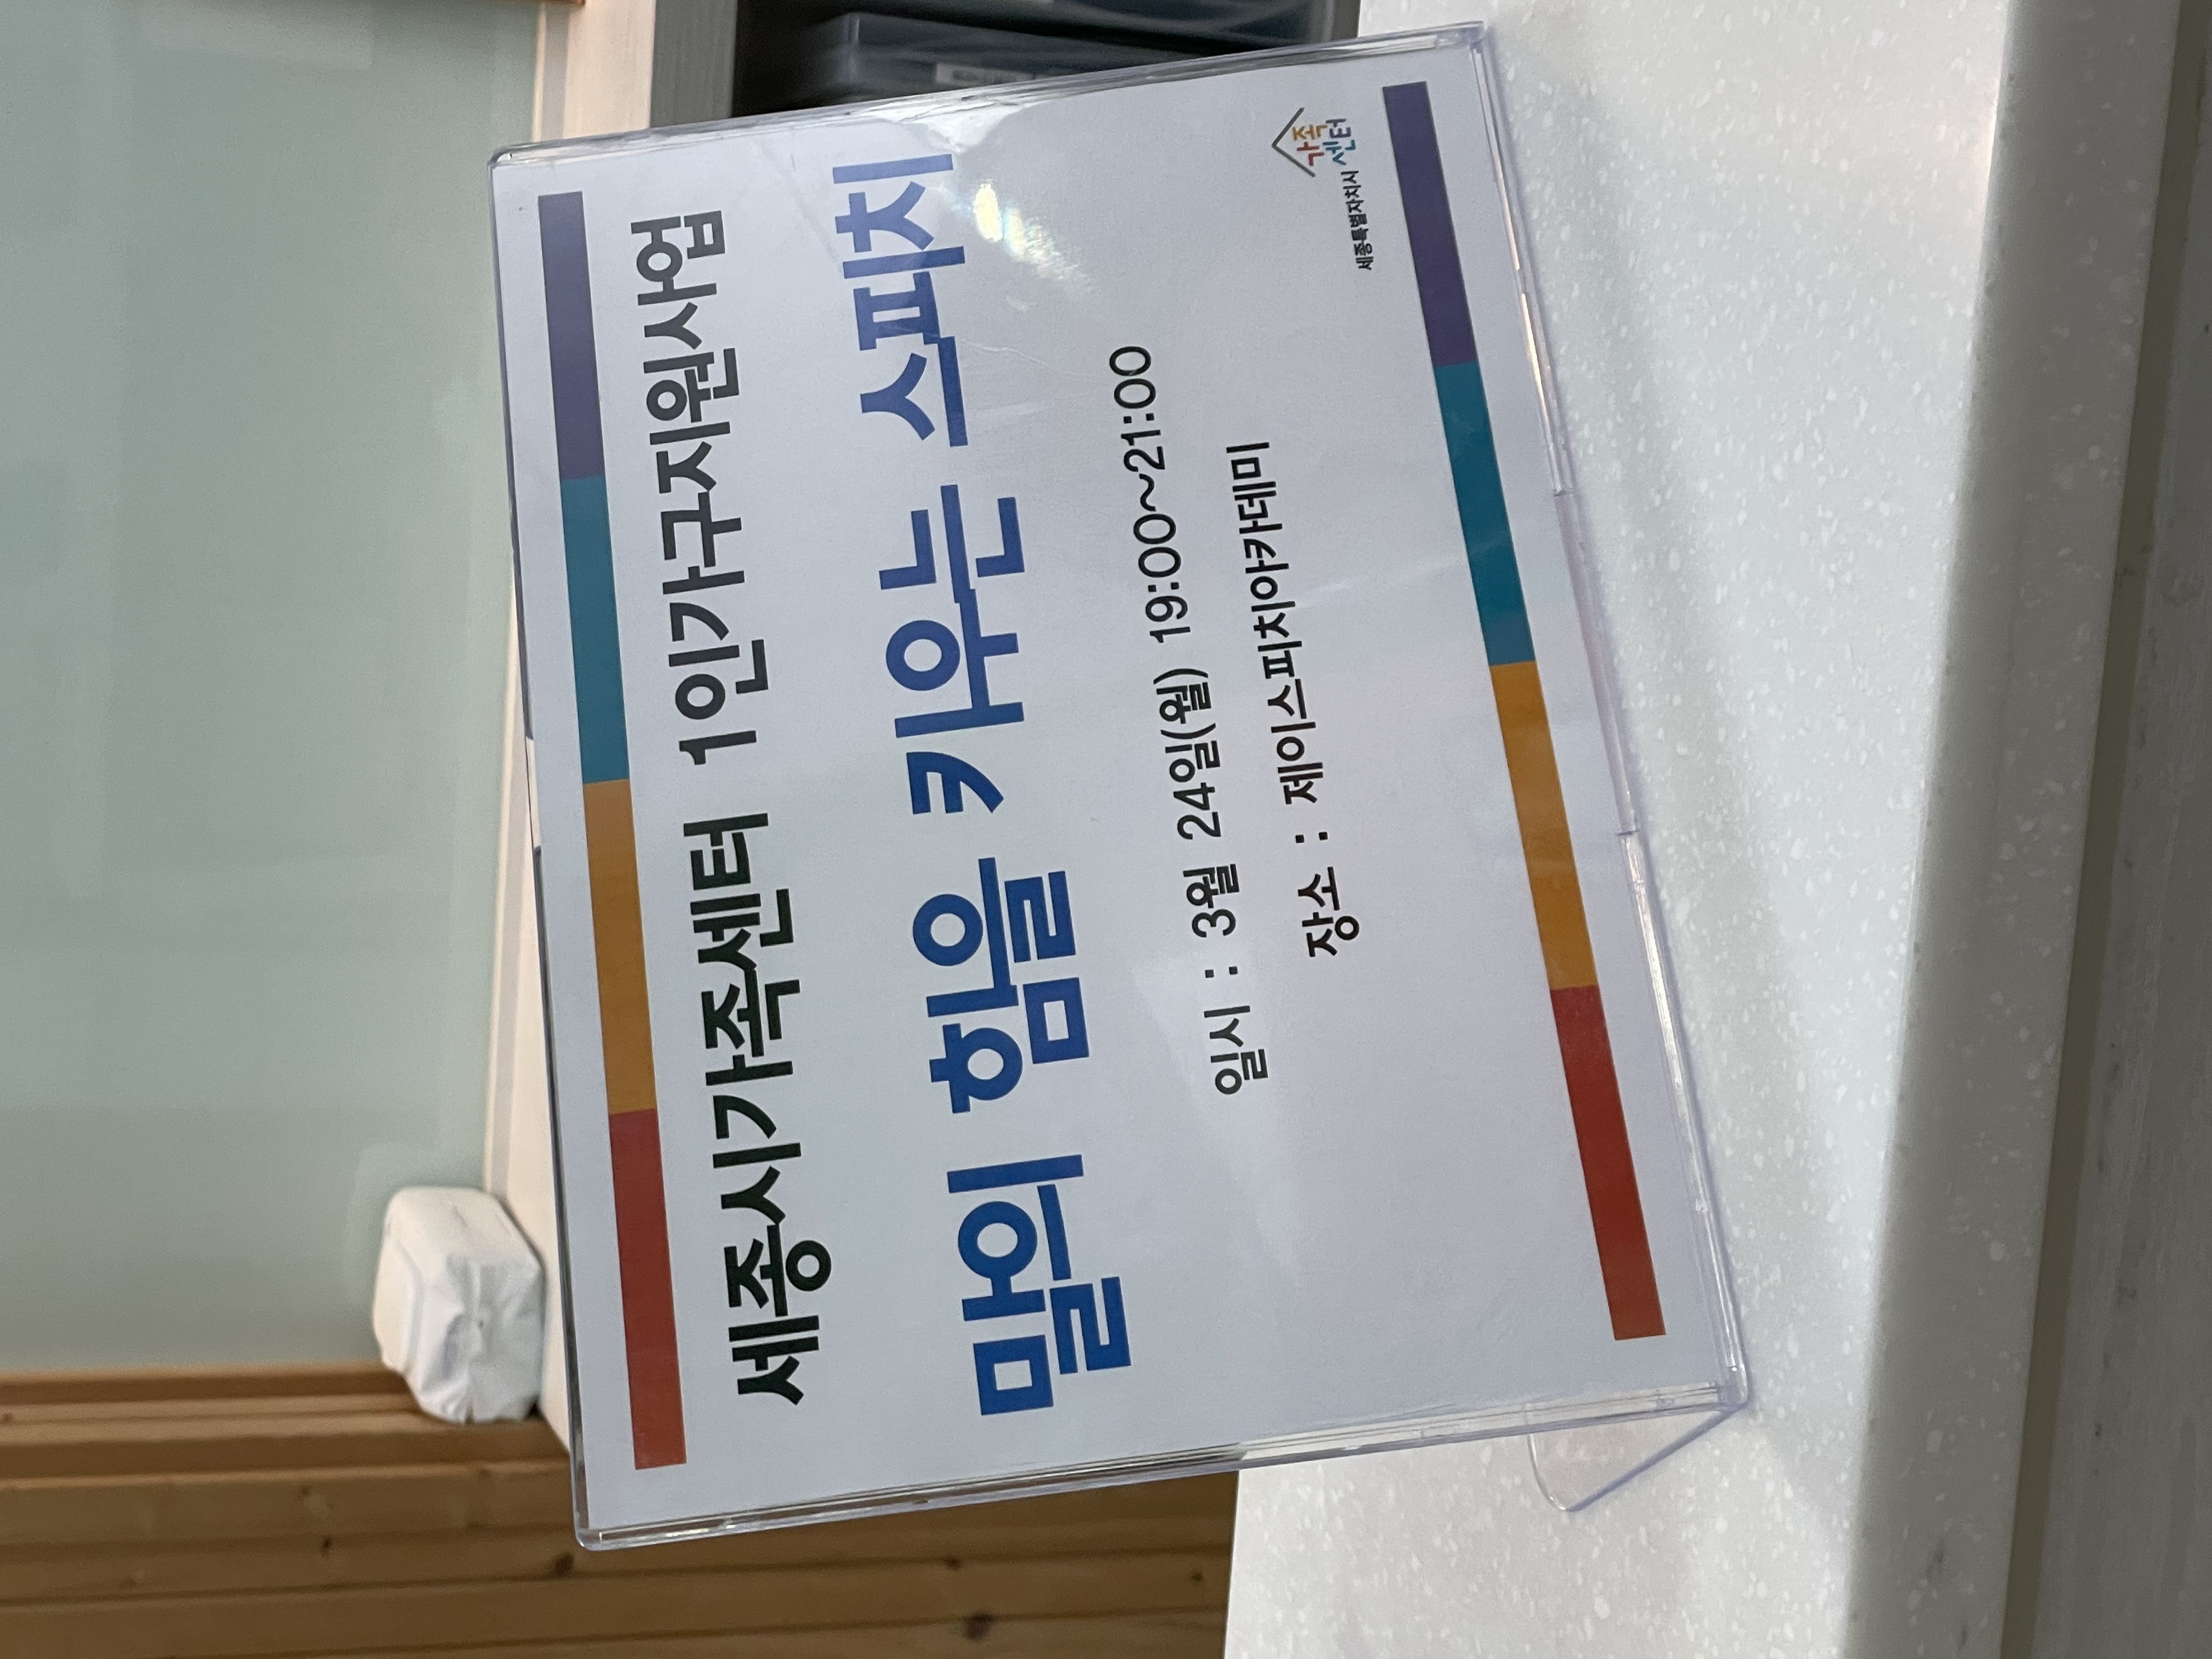 세종시가족센터 1인가구지원사업
말의 힘을 키우는 스피치
일시 : 3월 24일(월) 19:00~21:00
장소 : 제이스피치아카데미
세종특별자치시 가족센터